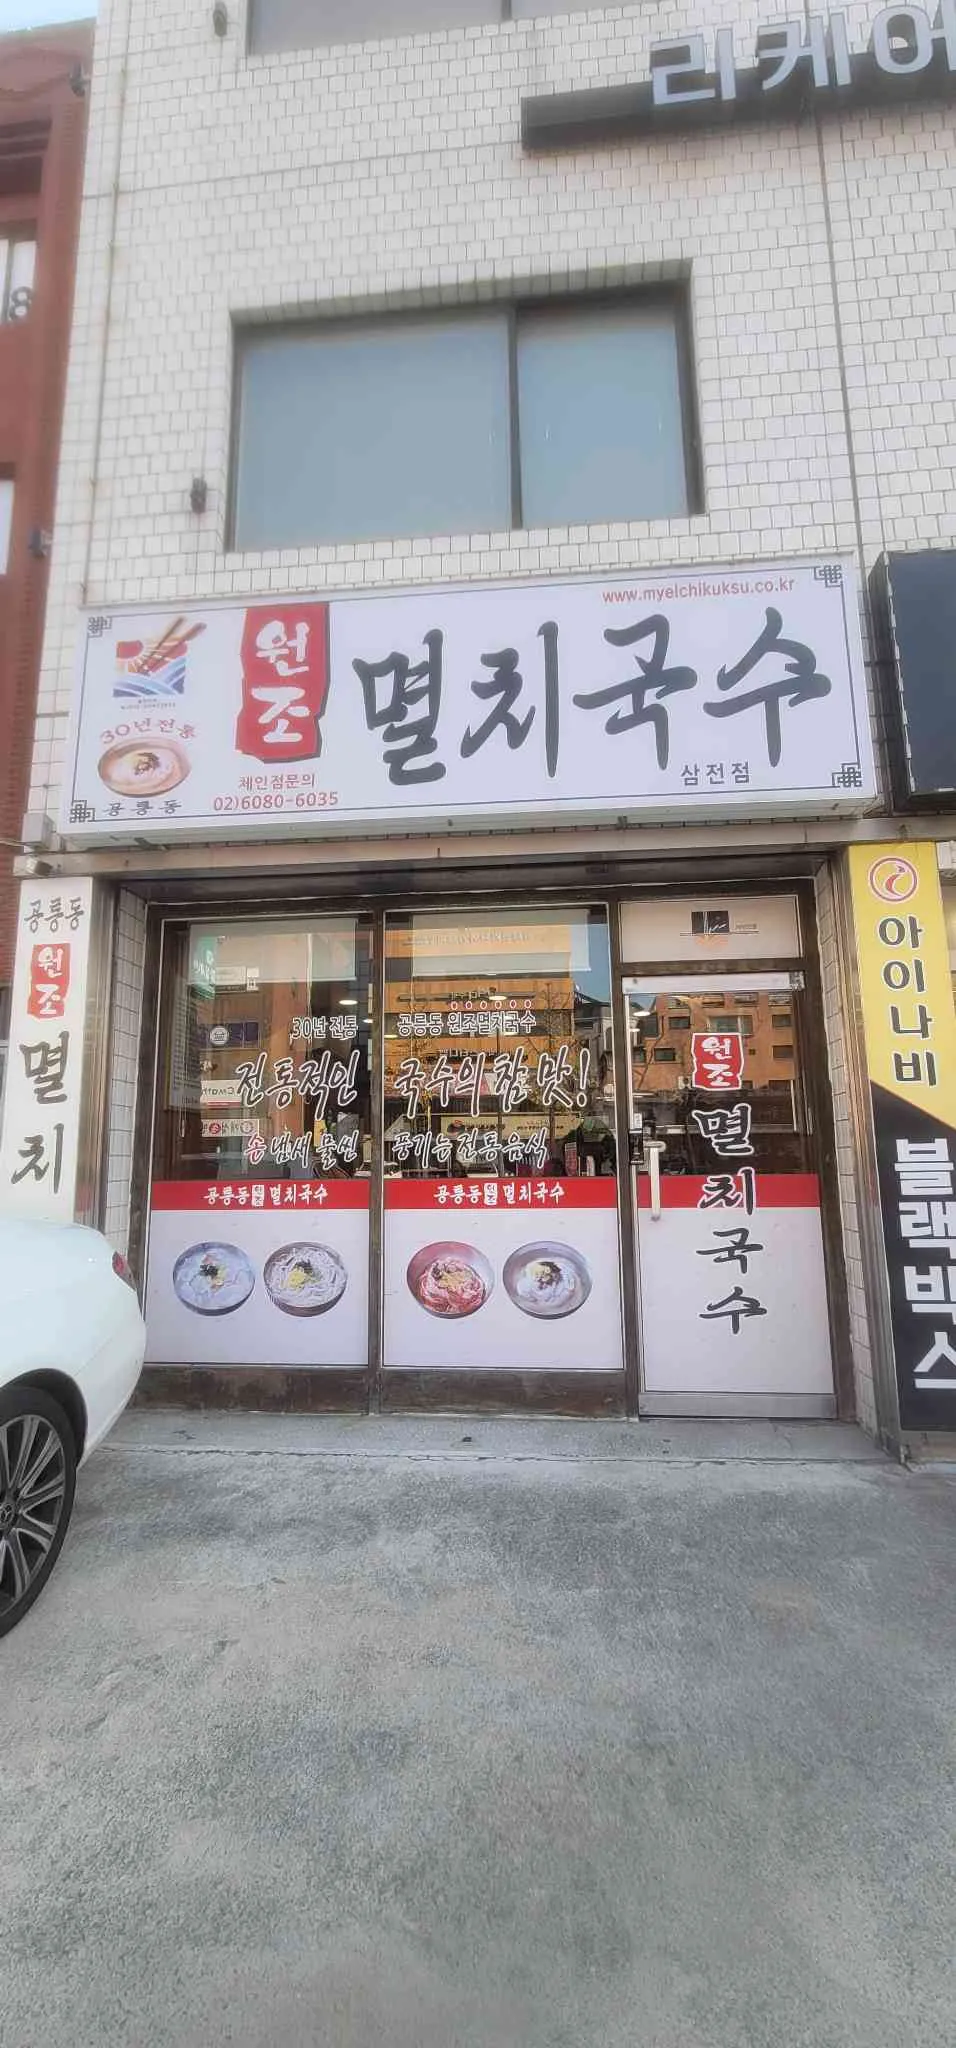 리케어
8
www.myelchikuksu.co.kr
원조
멸치국수
30년전통
공릉동
체인점문의
02)6080-6035
삼전점
공릉동
원조
멸치
30년 전통 공릉동 원조멸치국수
전통적인 국수의 참 맛!
손 냄새 물씬 풍기는 전통음식
공릉동 원조 멸치국수
공릉동 원조 멸치국수
원조
멸치국수
아이나비
블랙박스